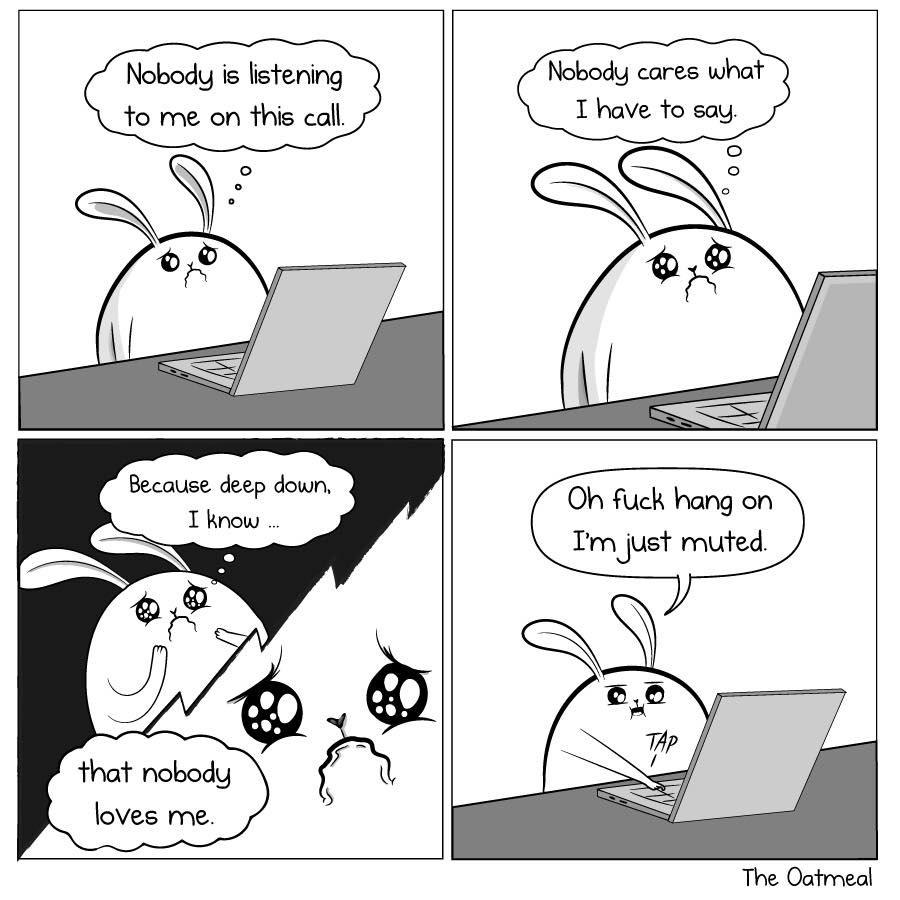 Nobody is listening
to me on this call.
Nobody cares what
I have to say.
Because deep down,
I know ...
that nobody
loves me.
Oh fuck hang on
I'm just muted.
TAP
The Oatmeal